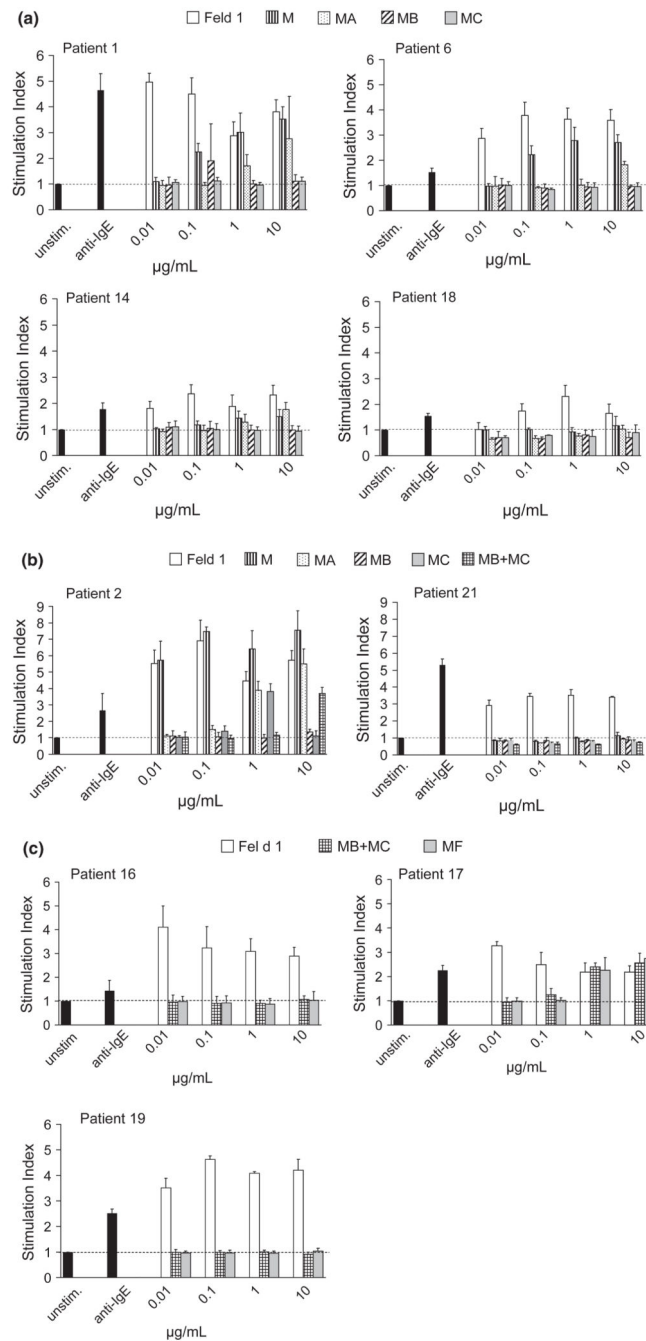 (a)
Feld 1 M MA MB MC
Patient 1
Stimulation Index
6
5
4
3
2
1
0
unstim.
anti-IgE
0.01
0.1
1
10
µg/mL
Patient 6
Stimulation Index
6
5
4
3
2
1
0
unstim.
anti-IgE
0.01
0.1
1
10
µg/mL
Patient 14
Stimulation Index
6
5
4
3
2
1
0
unstim.
anti-IgE
0.01
0.1
1
10
µg/mL
Patient 18
Stimulation Index
6
5
4
3
2
1
0
unstim.
anti-IgE
0.01
0.1
1
10
µg/mL
(b)
Feld 1 M MA MB MC MB+MC
Patient 2
Stimulation Index
9
8
7
6
5
4
3
2
1
0
unstim.
anti-IgE
0.01
0.1
1
10
µg/mL
Patient 21
Stimulation Index
9
8
7
6
5
4
3
2
1
0
unstim.
anti-IgE
0.01
0.1
1
10
µg/mL
(c)
Fel d 1 MB+MC MF
Patient 16
Stimulation Index
6
5
4
3
2
1
0
unstim.
anti-IgE
0.01
0.1
1
10
µg/mL
Patient 17
Stimulation Index
6
5
4
3
2
1
0
unstim.
anti-IgE
0.01
0.1
1
10
µg/mL
Patient 19
Stimulation Index
6
5
4
3
2
1
0
unstim.
anti-IgE
0.01
0.1
1
10
µg/mL